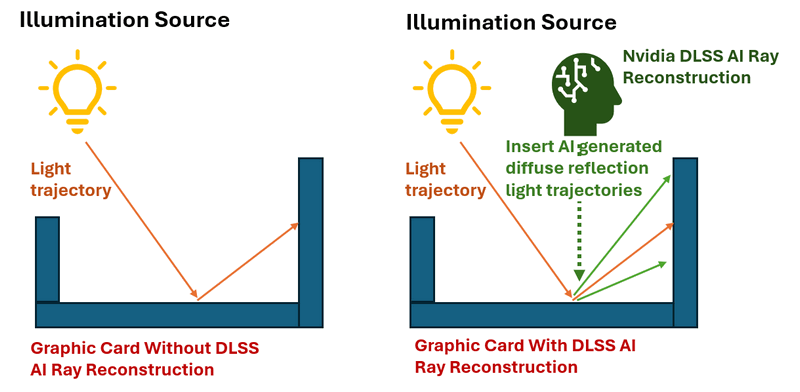 Illumination Source
Light
trajectory
Graphic Card Without DLSS
AI Ray Reconstruction
Illumination Source
Nvidia DLSS AI Ray
Reconstruction
Insert AI generated
diffuse reflection
light trajectories
Light
trajectory
Graphic Card With DLSS AI
Ray Reconstruction